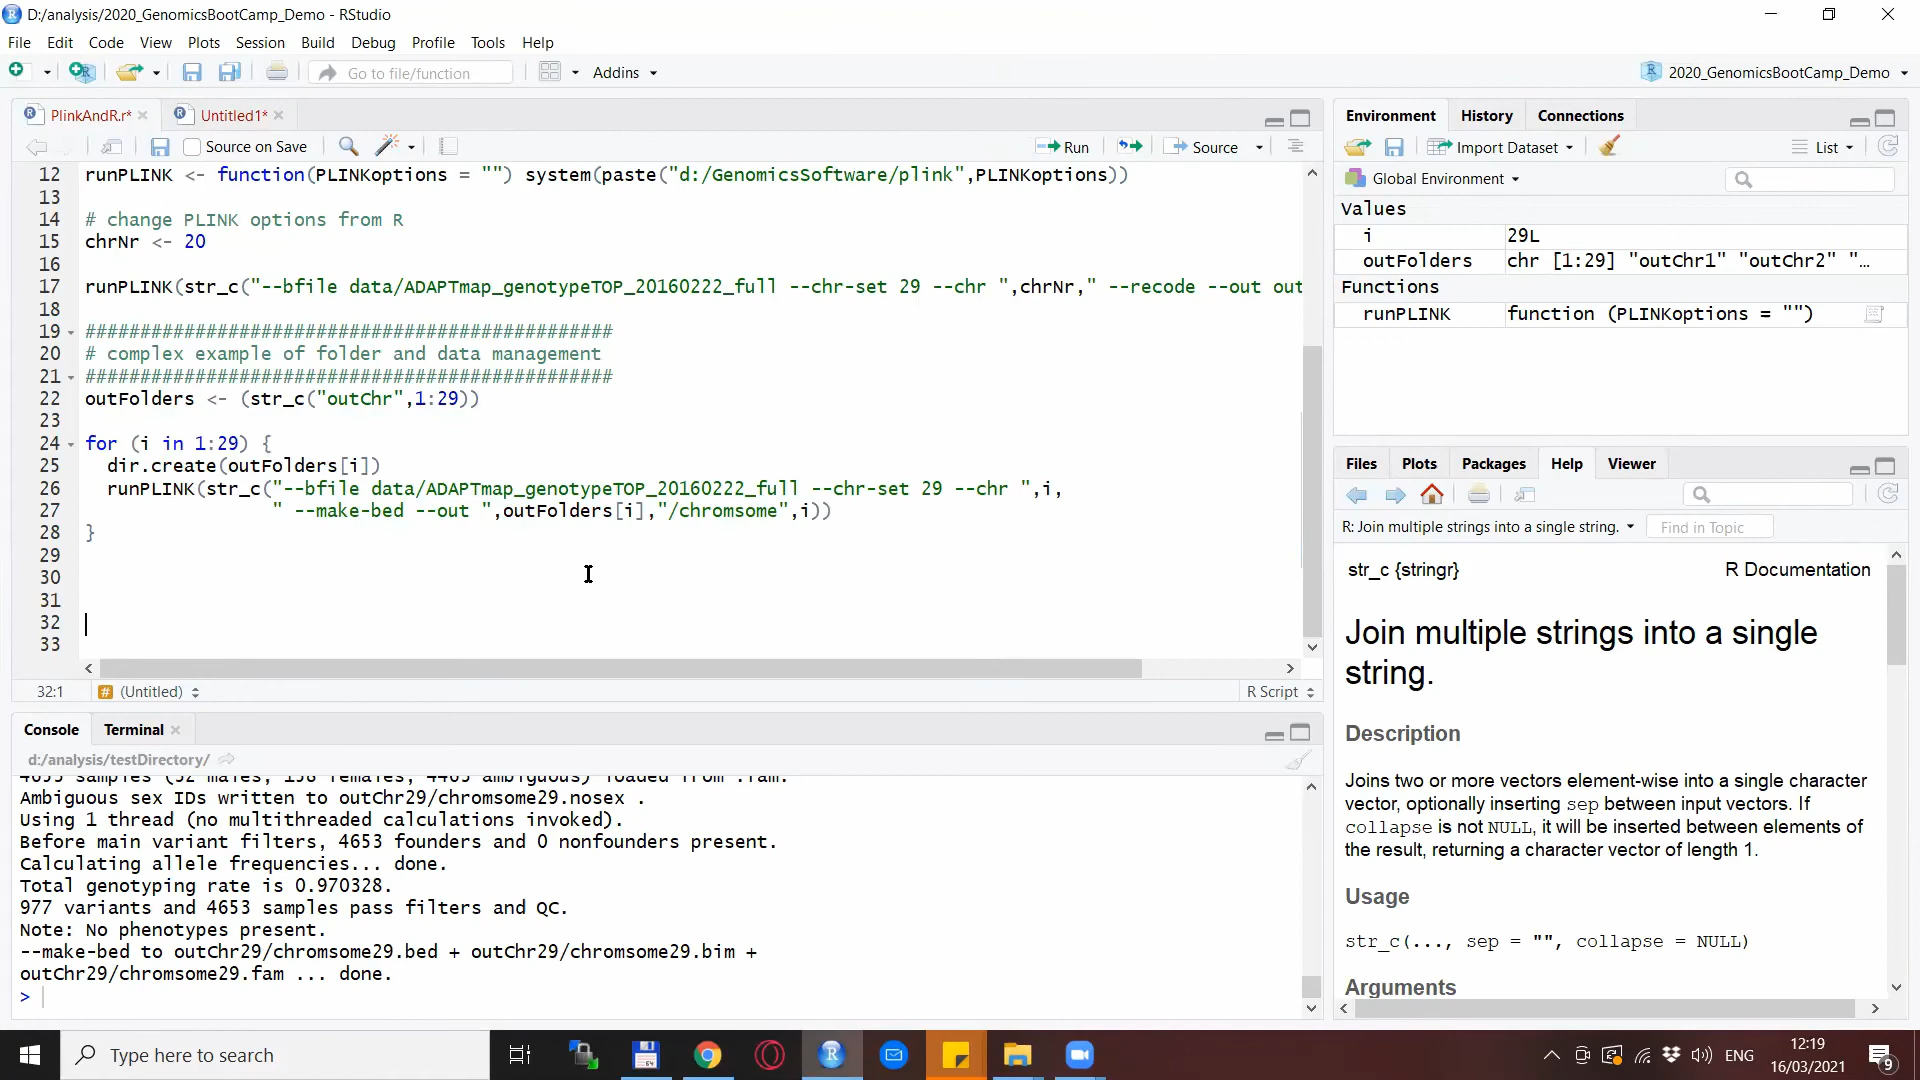 D:/analysis/2020_GenomicsBootCamp_Demo - RStudio
File Edit Code View Plots Session Build Debug Profile Tools Help
Go to file/function Addins 2020_GenomicsBootCamp_Demo
PlinkAndR.r* Untitled1*
Source on Save Run Source
12 runPLINK <- function(PLINKoptions = "") system(paste("d:/GenomicsSoftware/plink",PLINKoptions))
13
14 # change PLINK options from R
15 chrNr <- 20
16
17 runPLINK(str_c("--bfile data/ADAPTmap_genotypeTOP_20160222_full --chr-set 29 --chr ",chrNr," --recode --out out
18
19 ################################################
20 # complex example of folder and data management
21 ################################################
22 outFolders <- (str_c("outChr",1:29))
23
24 for (i in 1:29) {
25 dir.create(outFolders[i])
26 runPLINK(str_c("--bfile data/ADAPTmap_genotypeTOP_20160222_full --chr-set 29 --chr ",i,
27 " --make-bed --out ",outFolders[i],"/chromsome",i))
28 }
29
30
31
32
33
32:1 # (Untitled) R Script
Console Terminal
d:/analysis/testDirectory/
4653 samples (52 males, 138 females, 4463 ambiguous) loaded from .fam.
Ambiguous sex IDs written to outChr29/chromsome29.nosex .
Using 1 thread (no multithreaded calculations invoked).
Before main variant filters, 4653 founders and 0 nonfounders present.
Calculating allele frequencies... done.
Total genotyping rate is 0.970328.
977 variants and 4653 samples pass filters and QC.
Note: No phenotypes present.
--make-bed to outChr29/chromsome29.bed + outChr29/chromsome29.bim +
outChr29/chromsome29.fam ... done.
>
Environment History Connections
Import Dataset List
Global Environment
Values
i 29L
outFolders chr [1:29] "outChr1" "outChr2" "…
Functions
runPLINK function (PLINKoptions = "")
Files Plots Packages Help Viewer
R: Join multiple strings into a single string. Find in Topic
str_c {stringr} R Documentation
Join multiple strings into a single
string.
Description
Joins two or more vectors element-wise into a single character
vector, optionally inserting sep between input vectors. If
collapse is not NULL, it will be inserted between elements of
the result, returning a character vector of length 1.
Usage
str_c(..., sep = "", collapse = NULL)
Arguments
Type here to search
ENG
12:19
16/03/2021
9